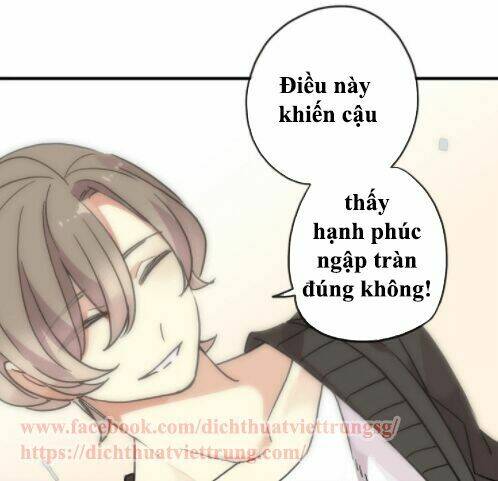 Điều này
khiến cậu
thấy
hạnh phúc
ngập tràn
đúng không!
www.facebook.com/dichthuatviettrungsg/
https://dichthuatviettrung.com/